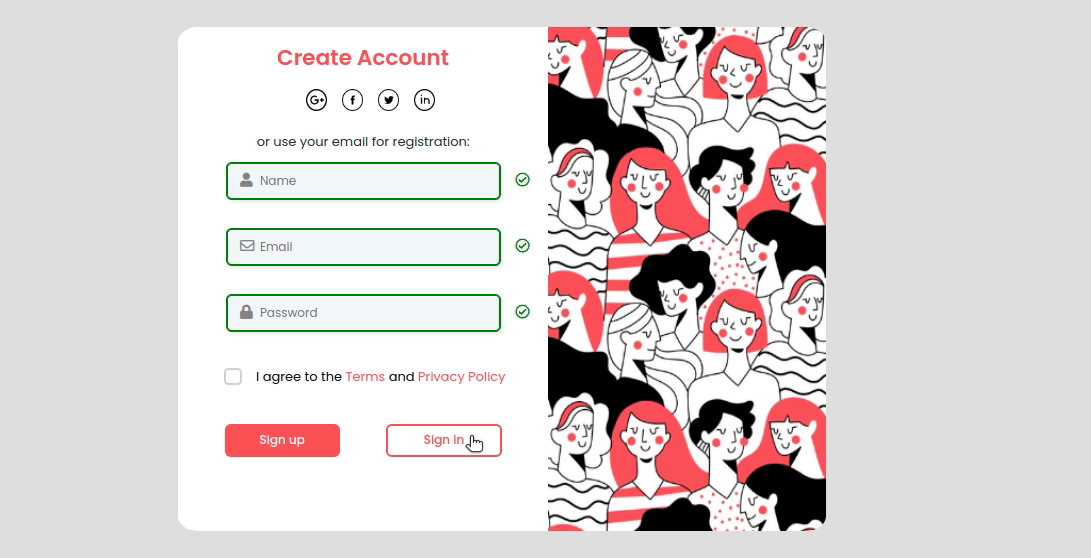 Create Account
G+ f in
or use your email for registration:
Name
Email
Password
I agree to the Terms and Privacy Policy
Sign up Sign in